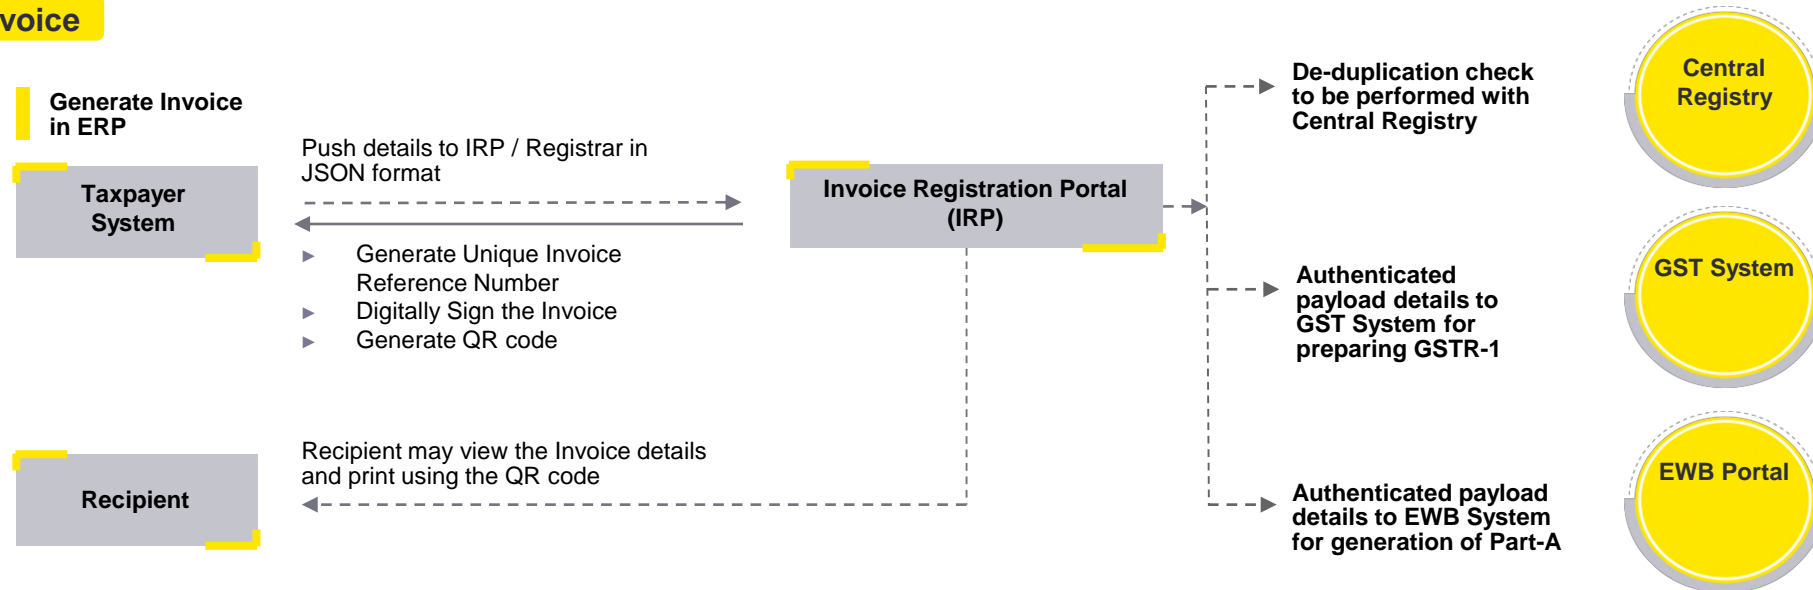 voice
Generate Invoice
in ERP
Taxpayer
System
Push details to IRP / Registrar in
JSON format
► Generate Unique Invoice
Reference Number
► Digitally Sign the Invoice
► Generate QR code
Invoice Registration Portal
(IRP)
De-duplication check
to be performed with
Central Registry
Central
Registry
Authenticated
payload details to
GST System for
preparing GSTR-1
GST System
Recipient
Recipient may view the Invoice details
and print using the QR code
Authenticated payload
details to EWB System
for generation of Part-A
EWB Portal